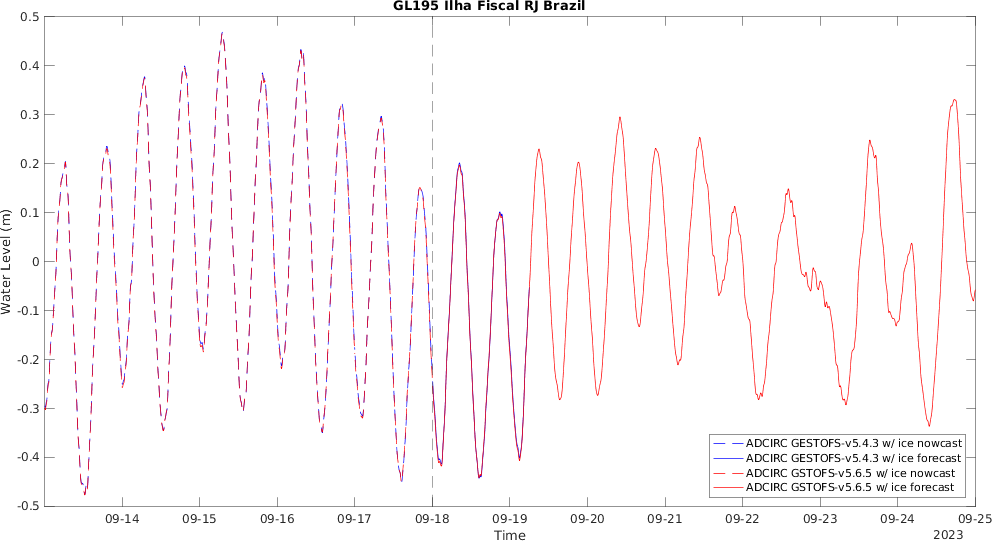 GL195 Ilha Fiscal RJ Brazil
0.5
0.4
0.3
0.2
0.1
0
-0.1
-0.2
-0.3
-0.4
-0.5
Water Level (m)
ADCIRC GESTOFS-v5.4.3 w/ ice nowcast
ADCIRC GESTOFS-v5.4.3 w/ ice forecast
ADCIRC GSTOFS-v5.6.5 w/ ice nowcast
ADCIRC GSTOFS-v5.6.5 w/ ice forecast
09-14 09-15 09-16 09-17 09-18 09-19 09-20 09-21 09-22 09-23 09-24 09-25
Time 2023